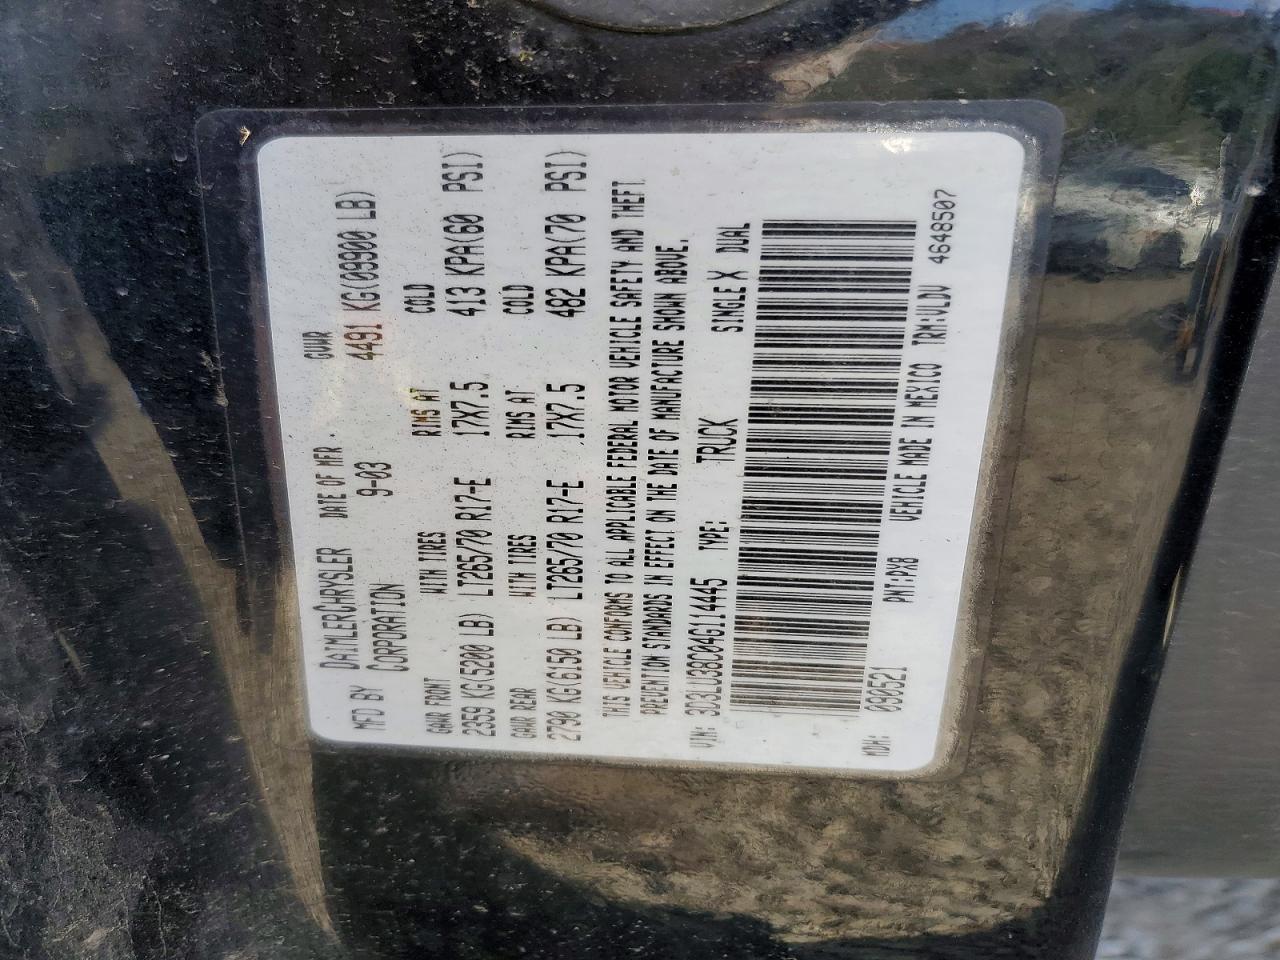 MFD BY DAIMLERCHRYSLER CORPORATION DATE OF MFR. 9-03 GVWR 4491 KG(09900 LB)
GAWR FRONT WITH TIRES RIMS AT COLD
2359 KG(5200 LB) LT265/70 R17-E 17X7.5 413 KPA(60 PSI)
GAWR REAR WITH TIRES RIMS AT COLD
2790 KG(6150 LB) LT265/70 R17-E 17X7.5 482 KPA(70 PSI)
THIS VEHICLE CONFORMS TO ALL APPLICABLE FEDERAL MOTOR VEHICLE SAFETY AND THEFT
PREVENTION STANDARDS IN EFFECT ON THE DATE OF MANUFACTURE SHOWN ABOVE.
VIN: 3D3LU38D04G114445 TYPE: TRUCK SINGLE X DUAL
MDH: 090521 PNT:PX8 VEHICLE MADE IN MEXICO TRM:VLDV 4648507